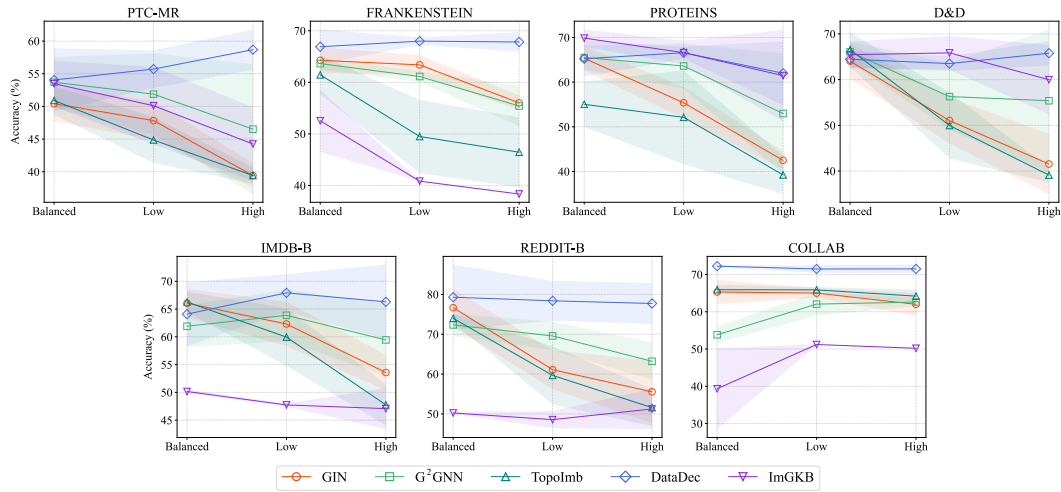 PTC-MR
FRANKENSTEIN
PROTEINS
D&D
Accuracy (%)
60
55
50
45
40
Balanced
Low
High
70
60
50
40
Balanced
Low
High
70
60
50
40
Balanced
Low
High
70
60
50
40
Balanced
Low
High
IMDB-B
REDDIT-B
COLLAB
Accuracy (%)
70
65
60
55
50
45
Balanced
Low
High
80
70
60
50
Balanced
Low
High
70
60
50
40
30
Balanced
Low
High
GIN
G²GNN
TopoImb
DataDec
ImGKB